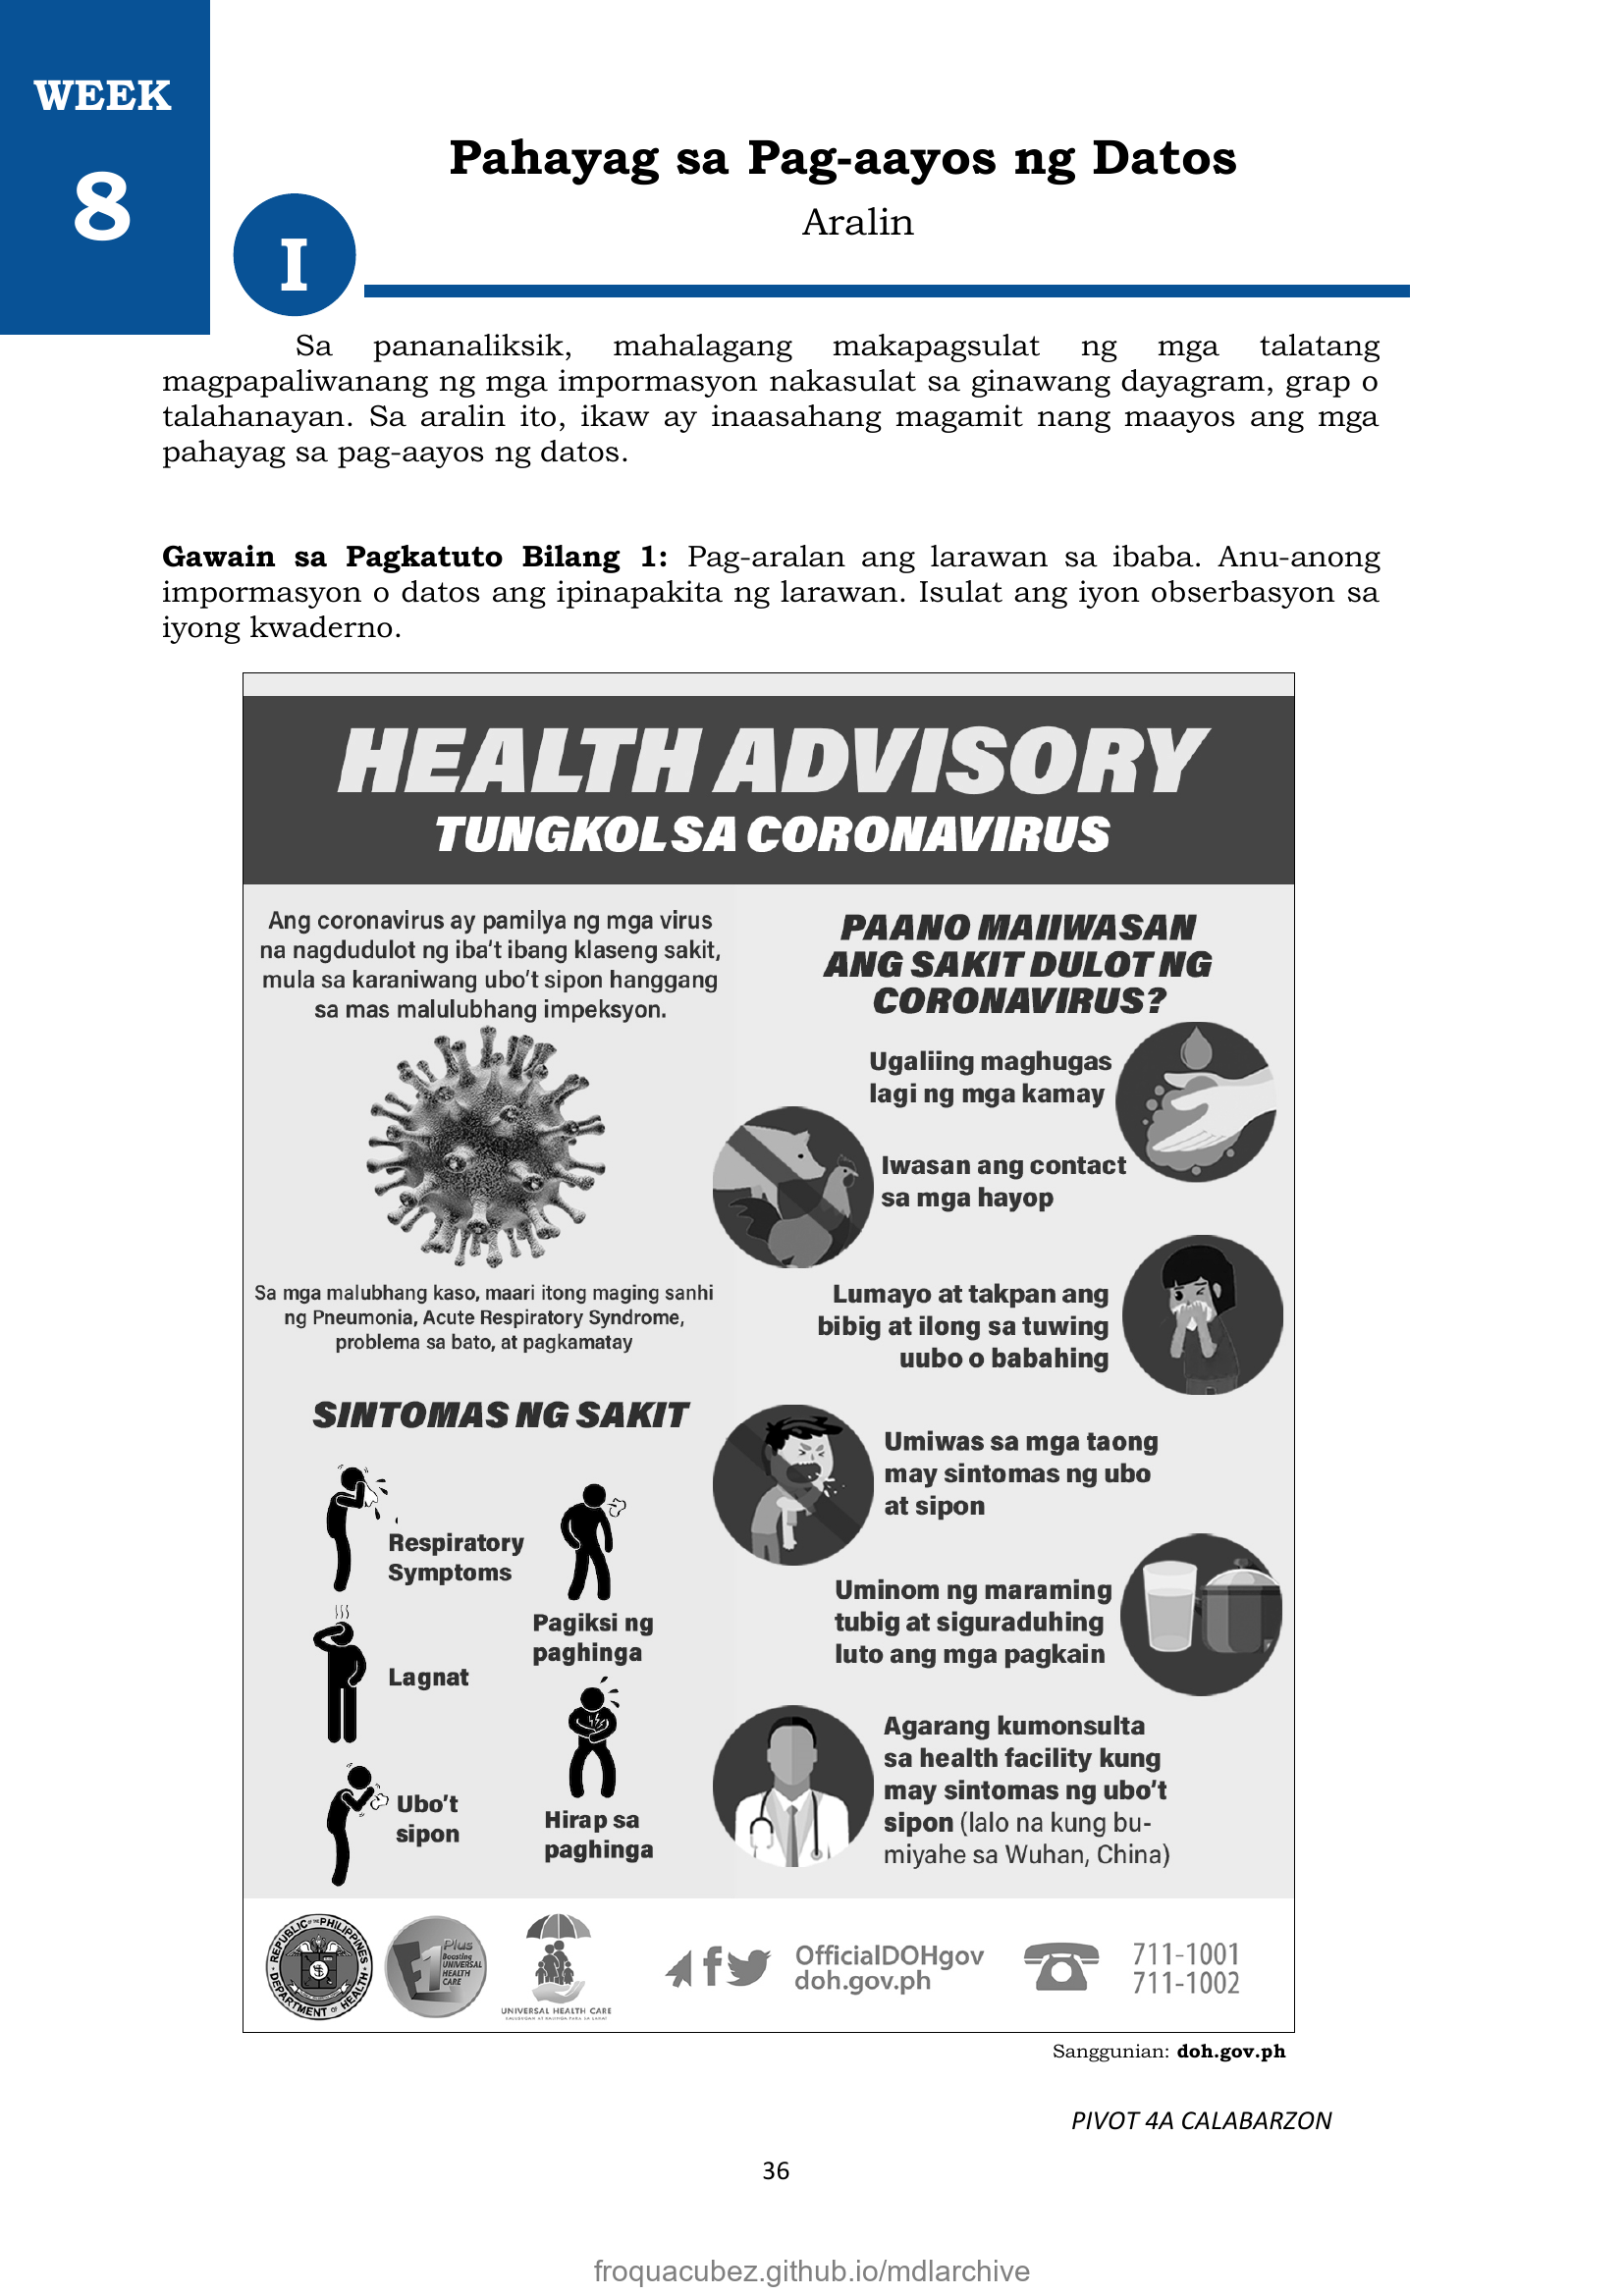 WEEK
8
Pahayag sa Pag-aayos ng Datos
Aralin
I
Sa pananaliksik, mahalagang makapagsulat ng mga talatang
magpapaliwanang ng mga impormasyon nakasulat sa ginawang dayagram, grap o
talahanayan. Sa aralin ito, ikaw ay inaasahang magamit nang maayos ang mga
pahayag sa pag-aayos ng datos.
Gawain sa Pagkatuto Bilang 1: Pag-aralan ang larawan sa ibaba. Anu-anong
impormasyon o datos ang ipinapakita ng larawan. Isulat ang iyon obserbasyon sa
iyong kwaderno.
HEALTH ADVISORY
TUNGKOL SA CORONAVIRUS
Ang coronavirus ay pamilya ng mga virus
na nagdudulot ng iba't ibang klaseng sakit,
mula sa karaniwang ubo't sipon hanggang
sa mas malulubhang impeksyon.
Sa mga malubhang kaso, maari itong maging sanhi
ng Pneumonia, Acute Respiratory Syndrome,
problema sa bato, at pagkamatay
SINTOMAS NG SAKIT
Respiratory
Symptoms
Pagiksi ng
paghinga
Lagnat
Ubo't
sipon
Hirap sa
paghinga
PAANO MAIIWASAN
ANG SAKIT DULOT NG
CORONAVIRUS?
Ugaliing maghugas
lagi ng mga kamay
Iwasan ang contact
sa mga hayop
Lumayo at takpan ang
bibig at ilong sa tuwing
uubo o babahing
Umiwas sa mga taong
may sintomas ng ubo
at sipon
Uminom ng maraming
tubig at siguraduhing
luto ang mga pagkain
Agarang kumonsulta
sa health facility kung
may sintomas ng ubo't
sipon (lalo na kung bu-
miyahe sa Wuhan, China)
REPUBLIC OF THE PHILIPPINES
DEPARTMENT OF HEALTH
F1 Plus
Boosting
UNIVERSAL
HEALTH
CARE
UNIVERSAL HEALTH CARE
OfficialDOHgov
doh.gov.ph
711-1001
711-1002
Sanggunian: doh.gov.ph
PIVOT 4A CALABARZON
36
froquacubez.github.io/mdlarchive